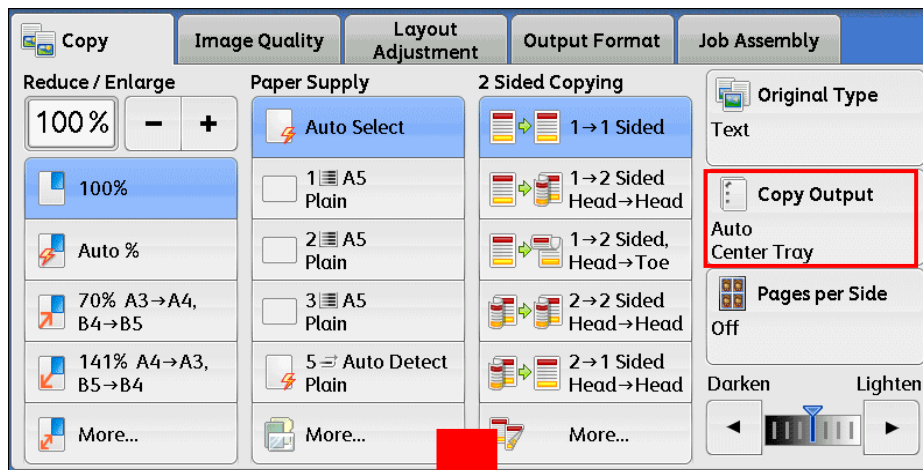 Copy
Image Quality
Layout
Adjustment
Output Format
Job Assembly
Reduce / Enlarge
100%
−
+
100%
Auto %
70% A3→A4,
B4→B5
141% A4→A3,
B5→B4
More...
Paper Supply
Auto Select
1 A5
Plain
2 A5
Plain
3 A5
Plain
5 Auto Detect
Plain
More...
2 Sided Copying
1→1 Sided
1→2 Sided
Head→Head
1→2 Sided,
Head→Toe
2→2 Sided
Head→Head
2→1 Sided
Head→Head
More...
Original Type
Text
Copy Output
Auto
Center Tray
Pages per Side
Off
Darken Lighten